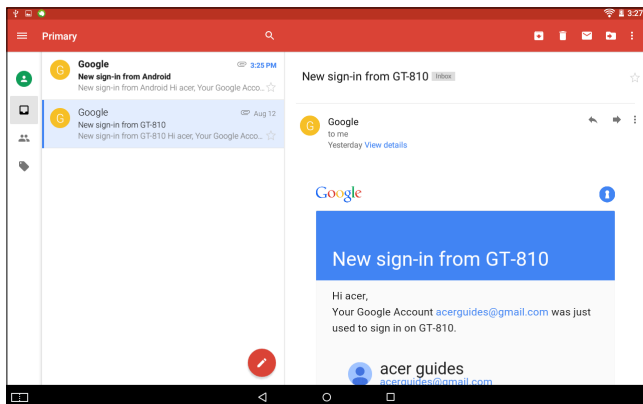 3:27
Primary
Google
3:25 PM
New sign-in from Android
New sign-in from Android Hi acer, Your Google Acco...
Google
Aug 12
New sign-in from GT-810
New sign-in from GT-810 Hi acer, Your Google Acco...
New sign-in from GT-810 Inbox
Google
to me
Yesterday View details
Google
New sign-in from GT-810
Hi acer,
Your Google Account acerguides@gmail.com was just
used to sign in on GT-810.
acer guides
acerguides@gmail.com
G
G
G